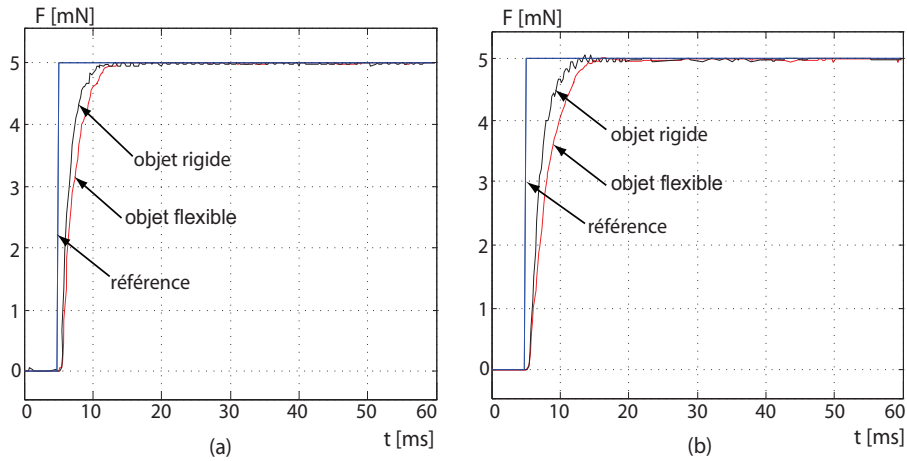 F [mN]
5
4
3
2
1
0
0 10 20 30 40 50 60
t [ms]
objet rigide
objet flexible
référence
(a)
F [mN]
5
4
3
2
1
0
0 10 20 30 40 50 60
t [ms]
objet rigide
objet flexible
référence
(b)